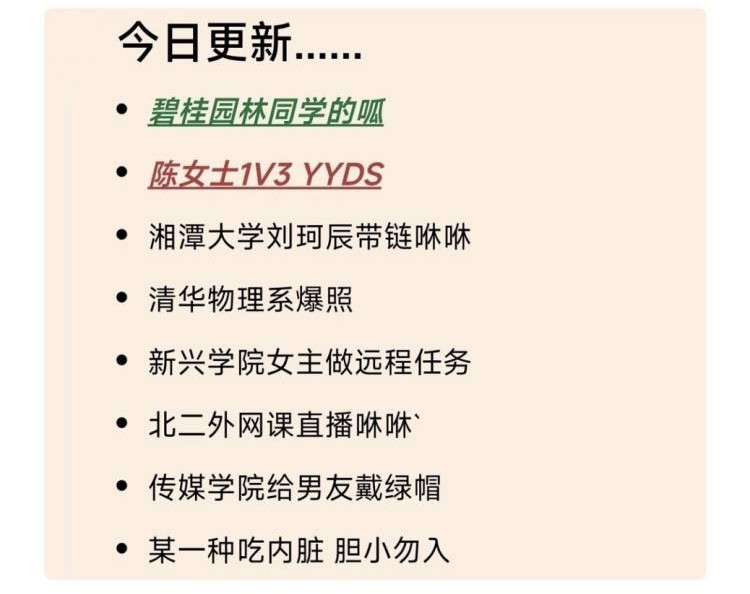 今日更新......
碧桂园林同学的呱
陈女士1V3 YYDS
湘潭大学刘珂辰带链咻咻
清华物理系爆照
新兴学院女主做远程任务
北二外网课直播咻咻`
传媒学院给男友戴绿帽
某一种吃内脏 胆小勿入